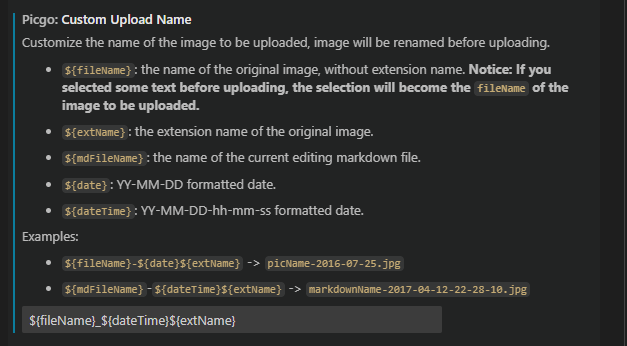 Picgo: Custom Upload Name
Customize the name of the image to be uploaded, image will be renamed before uploading.
• ${fileName}: the name of the original image, without extension name. Notice: If you
selected some text before uploading, the selection will become the fileName of the
image to be uploaded.
• ${extName}: the extension name of the original image.
• ${mdFileName}: the name of the current editing markdown file.
• ${date}: YY-MM-DD formatted date.
• ${dateTime}: YY-MM-DD-hh-mm-ss formatted date.
Examples:
• ${fileName}-${date}${extName} -> picName-2016-07-25.jpg
• ${mdFileName}-${dateTime}${extName} -> markdownName-2017-04-12-22-28-10.jpg
${fileName}_${dateTime}${extName}